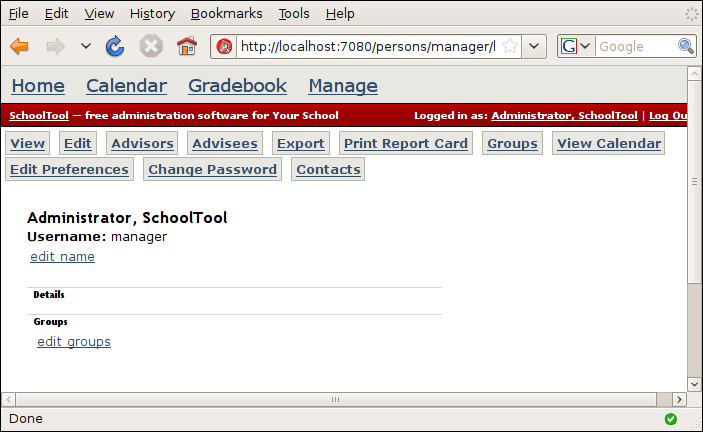 File Edit View History Bookmarks Tools Help
http://localhost:7080/persons/manager/ G Google
Home Calendar Gradebook Manage
SchoolTool — free administration software for Your School Logged in as: Administrator, SchoolTool | Log Ou
View Edit Advisors Advisees Export Print Report Card Groups View Calendar
Edit Preferences Change Password Contacts
Administrator, SchoolTool
Username: manager
edit name
Details
Groups
edit groups
Done